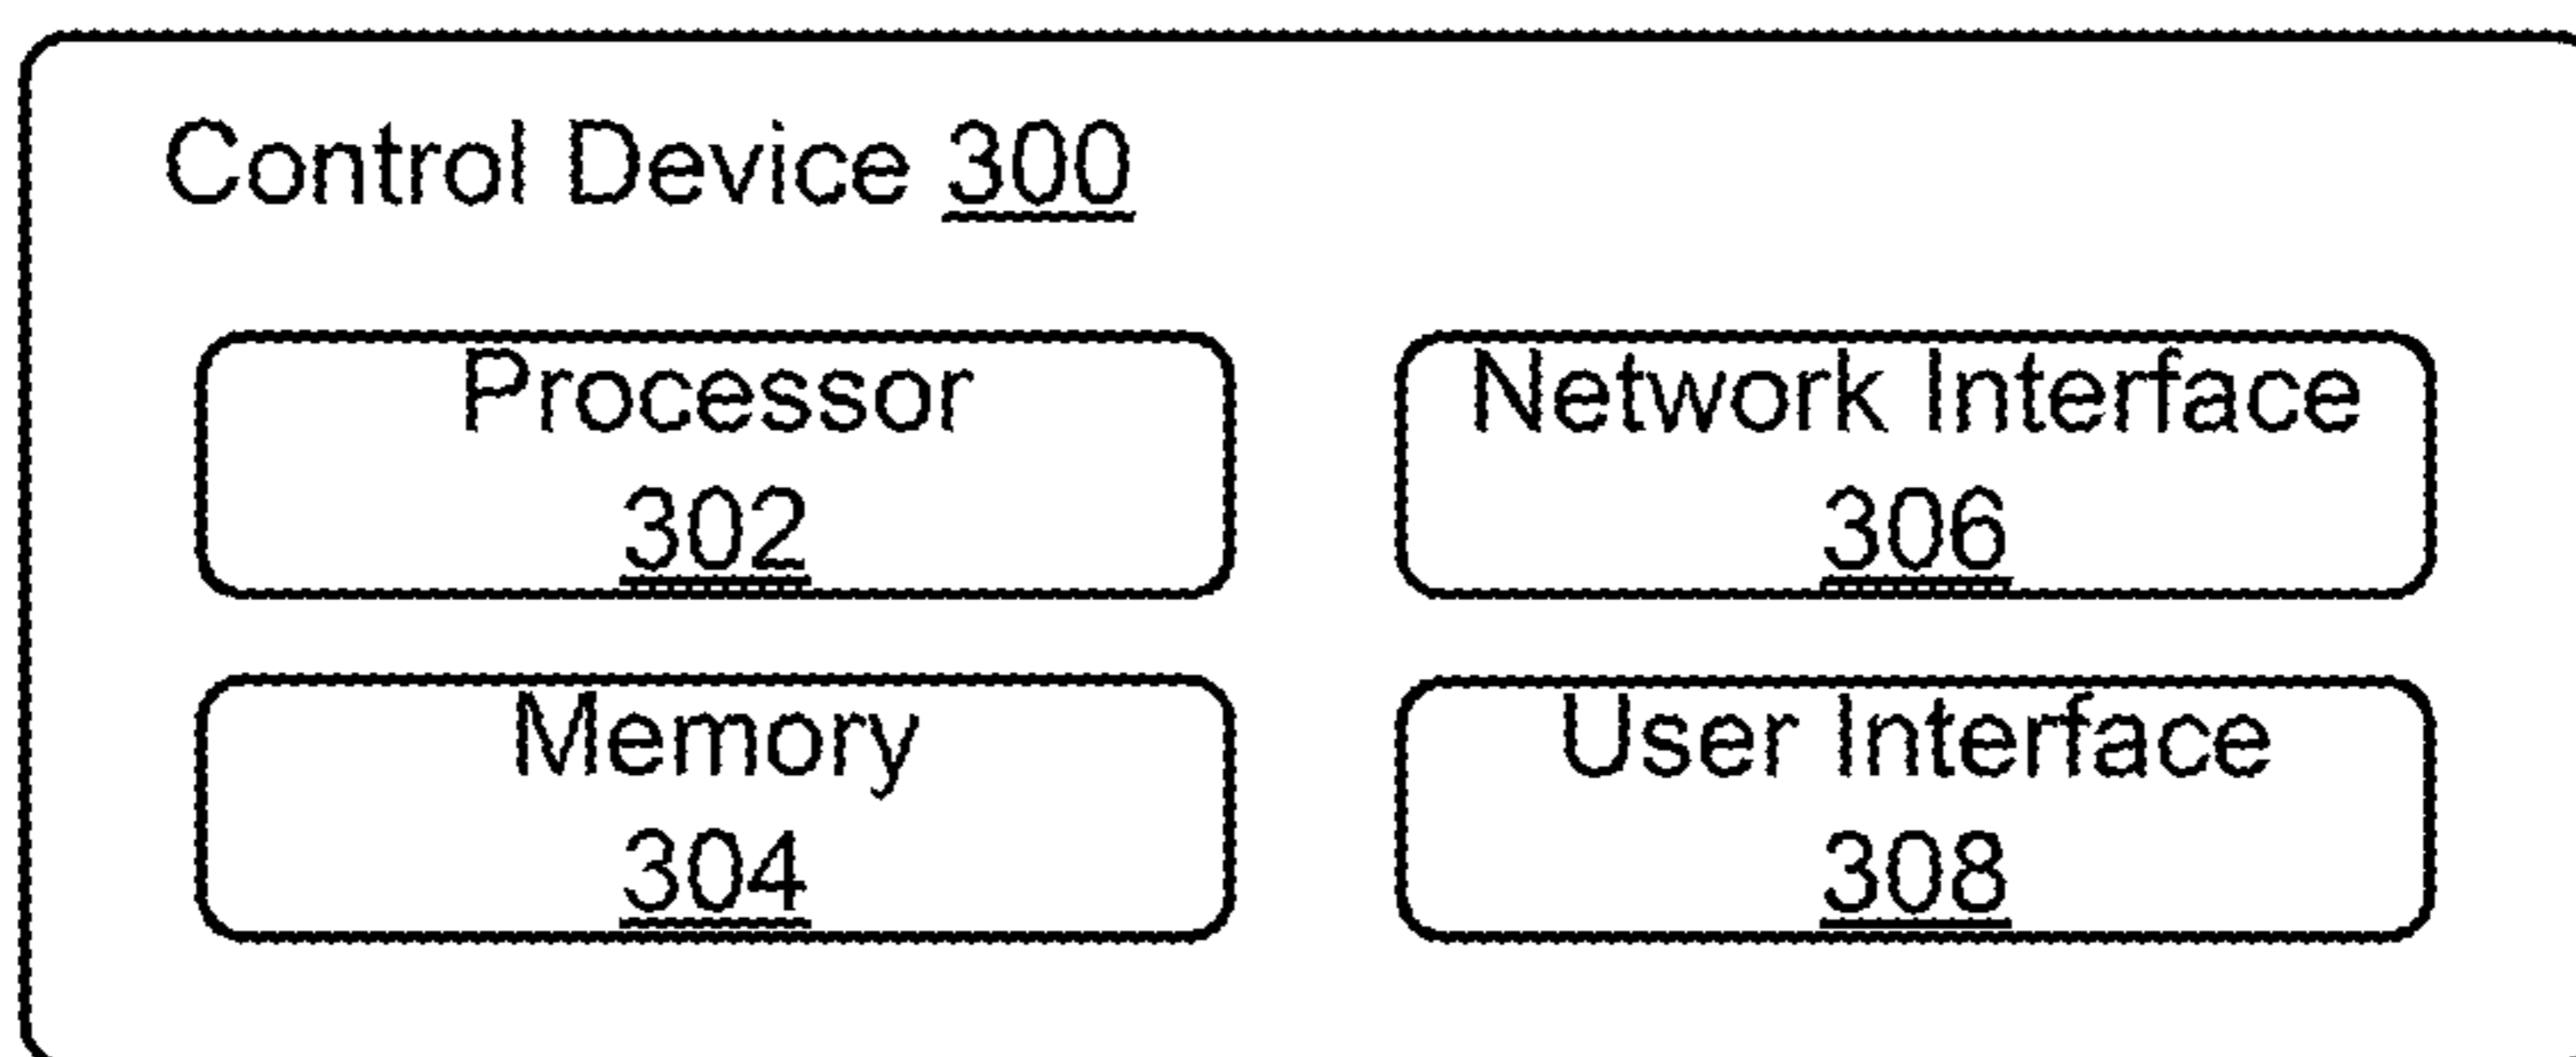 Control Device 300
Processor
302
Network Interface
306
Memory
304
User Interface
308